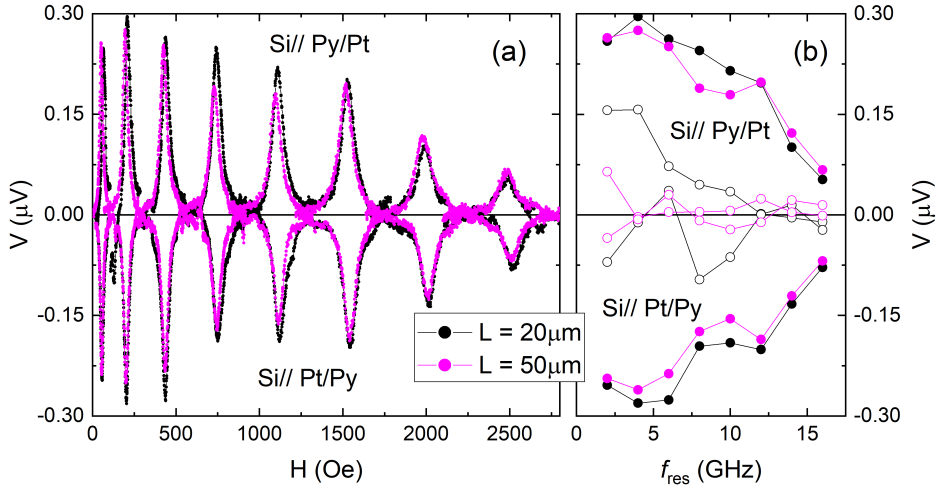 0.30
0.15
0.00
-0.15
-0.30
V (μV)
Si// Py/Pt
(a)
Si// Pt/Py
0
500
1000
1500
2000
2500
H (Oe)
L = 20μm
L = 50μm
(b)
Si// Py/Pt
Si// Pt/Py
5
10
15
fres (GHz)
0.30
0.15
0.00
-0.15
-0.30
V (μV)